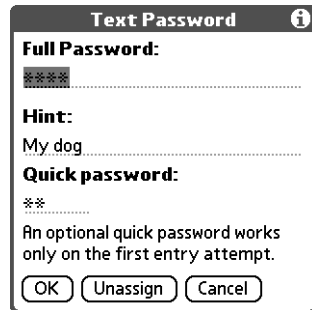 Text Password
Full Password:
****
Hint:
My dog
Quick password:
**
An optional quick password works
only on the first entry attempt.
OK Unassign Cancel